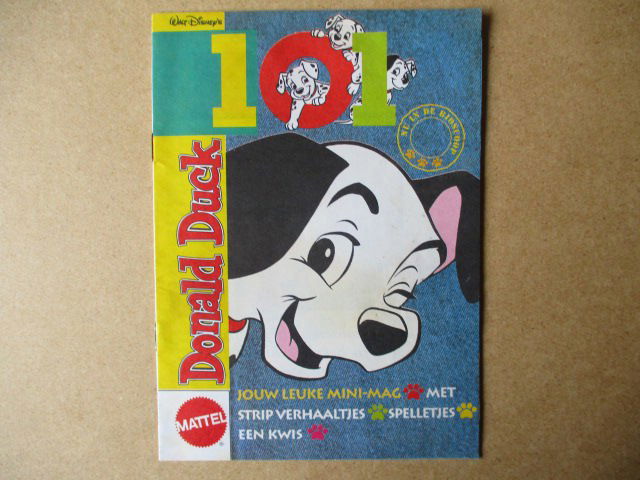 WALT DISNEY'S
101
NU IN DE BIOSCOOP
Donald Duck
JOUW LEUKE MINI-MAG MET
STRIP VERHAALTJES SPELLETJES
EEN KWIS
MATTEL
®